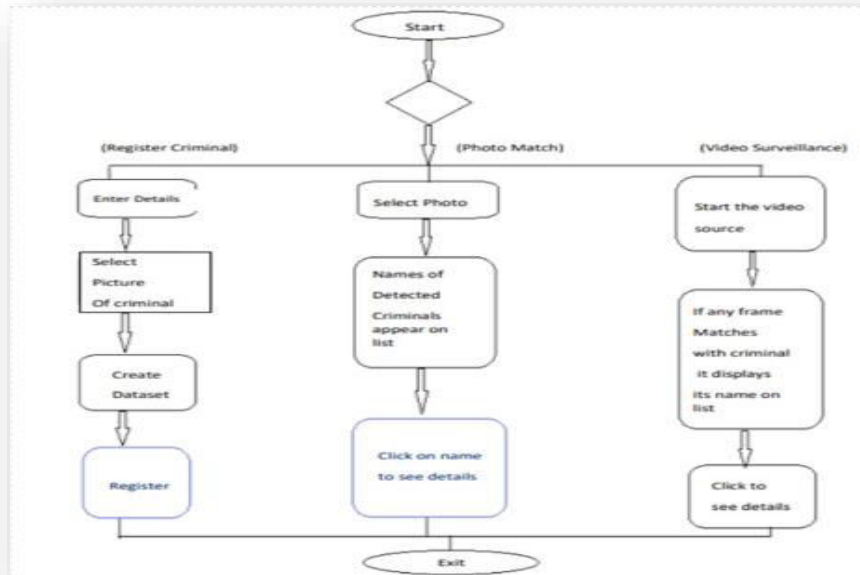 Start
(Register Criminal)
(Photo Match)
(Video Surveillance)
Enter Details
Select
Picture
Of criminal
Create
Dataset
Register
Select Photo
Names of
Detected
Criminals
appear on
list
Click on name
to see details
Start the video
source
If any frame
Matches
with criminal
it displays
its name on
list
Click to
see details
Exit